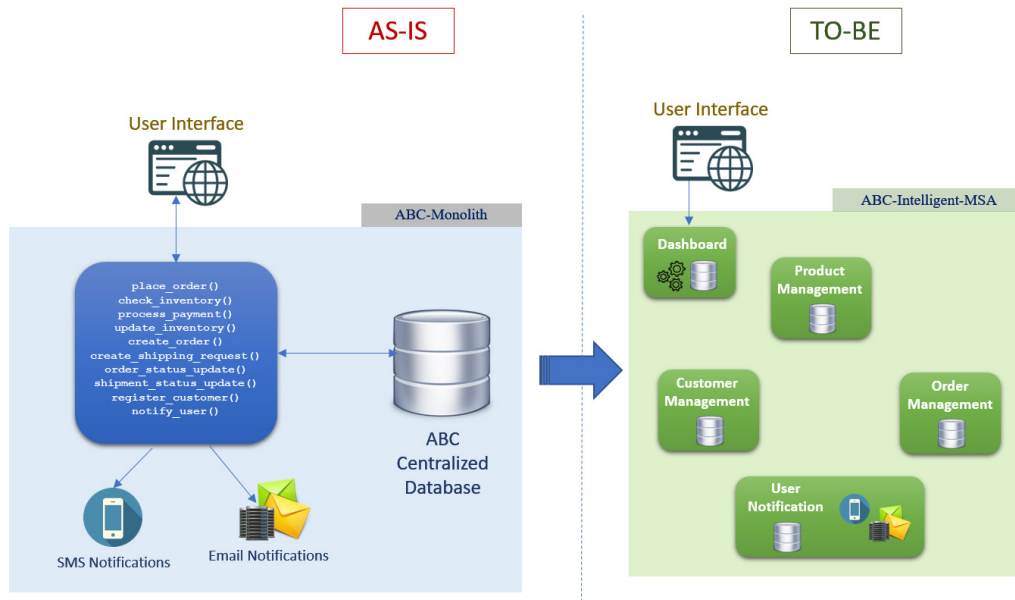 AS-IS
TO-BE
User Interface
ABC-Monolith
place_order()
check_inventory()
process_payment()
update_inventory()
create_order()
create_shipping_request()
order_status_update()
shipment_status_update()
register_customer()
notify_user()
ABC
Centralized
Database
SMS Notifications
Email Notifications
User Interface
ABC-Intelligent-MSA
Dashboard
Product
Management
Customer
Management
Order
Management
User
Notification